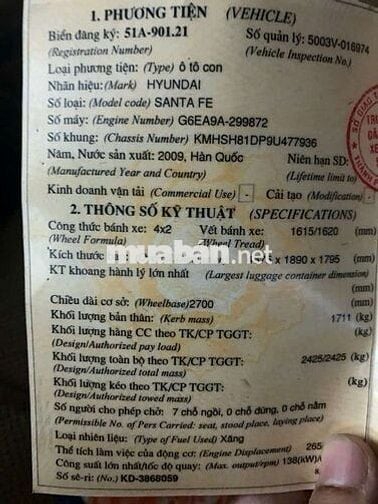 1. PHƯƠNG TIỆN (VEHICLE)
Biển đăng ký: 51A-901.21 Số quản lý: 5003V-016974
(Registration Number) (Vehicle Inspection No.)
Loại phương tiện: (Type) ô tô con
Nhãn hiệu: (Mark) HYUNDAI
Số loại: (Model code) SANTA FE
Số máy: (Engine Number) G6EA9A-299872
Số khung: (Chassis Number) KMHSH81DP9U477936
Năm, Nước sản xuất: 2009, Hàn Quốc Niên hạn SD:
(Manufactured Year and Country) (Lifetime limit to)
Kinh doanh vận tải (Commercial Use) - Cải tạo (Modification) -
2. THÔNG SỐ KỸ THUẬT (SPECIFICATIONS)
Công thức bánh xe: 4x2 Vết bánh xe: 1615/1620 (mm)
(Wheel Formula) (Wheel Tread)
Kích thước x 1890 x 1795 (mm)
muaban.net
KT khoang hành lý lớn nhất (Largest luggage container dimension)
(mm)
Chiều dài cơ sở: (Wheelbase) 2700 (mm)
Khối lượng bản thân: (Kerb mass) 1711 (kg)
Khối lượng hàng CC theo TK/CP TGGT: (kg)
(Design/Authorized pay load)
Khối lượng toàn bộ theo TK/CP TGGT: 2425/2425 (kg)
(Design/Authorized total mass)
Khối lượng kéo theo TK/CP TGGT: (kg)
(Design/Authorized towed mass)
Số người cho phép chở: 7 chỗ ngồi, 0 chỗ đứng, 0 chỗ nằm
(Permissible No. of Pers Carried: seat, stood place, laying place)
Loại nhiên liệu: (Type of Fuel Used) Xăng
Thể tích làm việc của động cơ: (Engine Displacement) 265
Công suất lớn nhất/tốc độ quay: (Max. output/rpm) 138(kW)/
Số sê-ri: (No.) KD-3868059